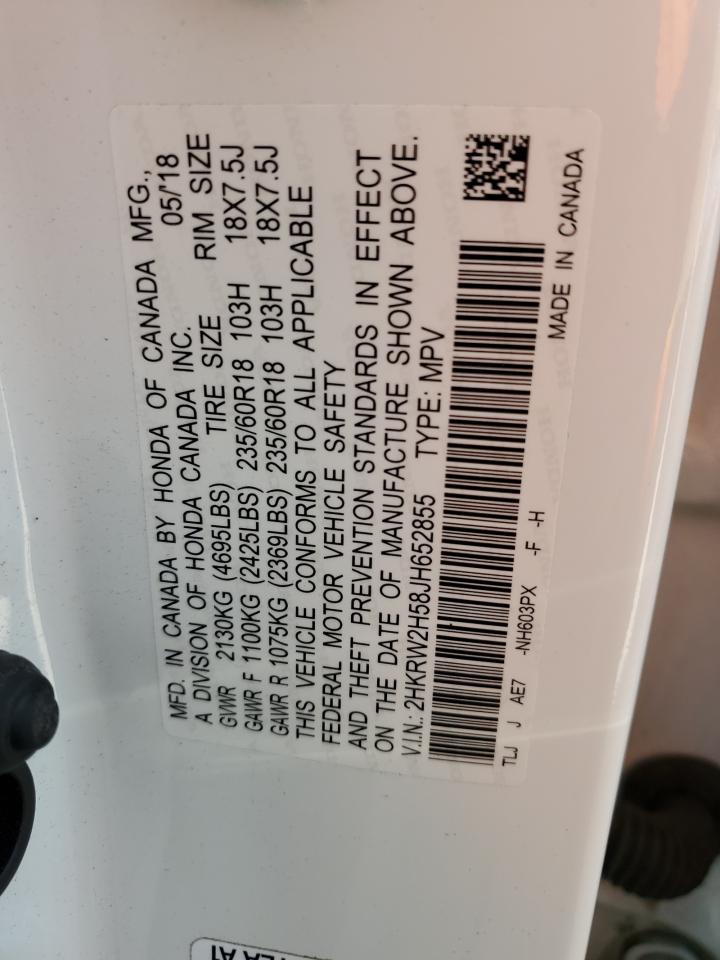 MFD. IN CANADA BY HONDA OF CANADA MFG.,
A DIVISION OF HONDA CANADA INC. 05/'18
GVWR 2130KG (4695LBS) TIRE SIZE RIM SIZE
GAWR F 1100KG (2425LBS) 235/60R18 103H 18X7.5J
GAWR R 1075KG (2369LBS) 235/60R18 103H 18X7.5J
THIS VEHICLE CONFORMS TO ALL APPLICABLE
FEDERAL MOTOR VEHICLE SAFETY
AND THEFT PREVENTION STANDARDS IN EFFECT
ON THE DATE OF MANUFACTURE SHOWN ABOVE.
V.I.N.: 2HKRW2H58JH652855 TYPE: MPV
TLJ J AE7 -NH603PX -F -H MADE IN CANADA